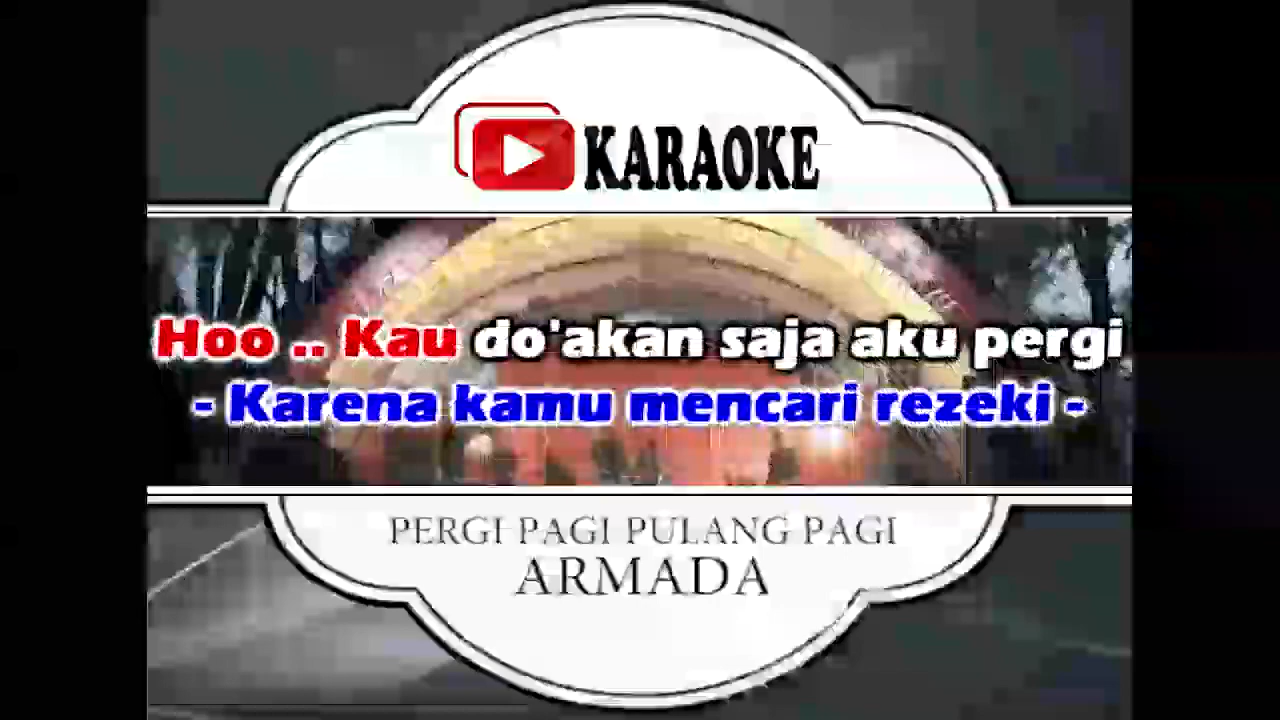 KARAOKE
Hoo .. Kau do'akan saja aku pergi
- Karena kamu mencari rezeki -
PERGI PAGI PULANG PAGI
ARMADA